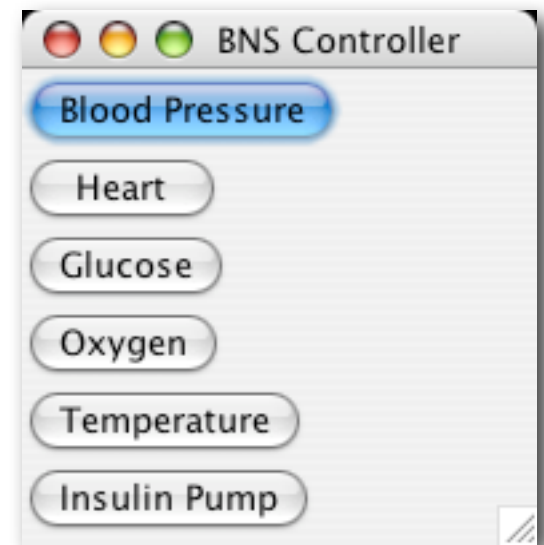 BNS Controller
Blood Pressure
Heart
Glucose
Oxygen
Temperature
Insulin Pump